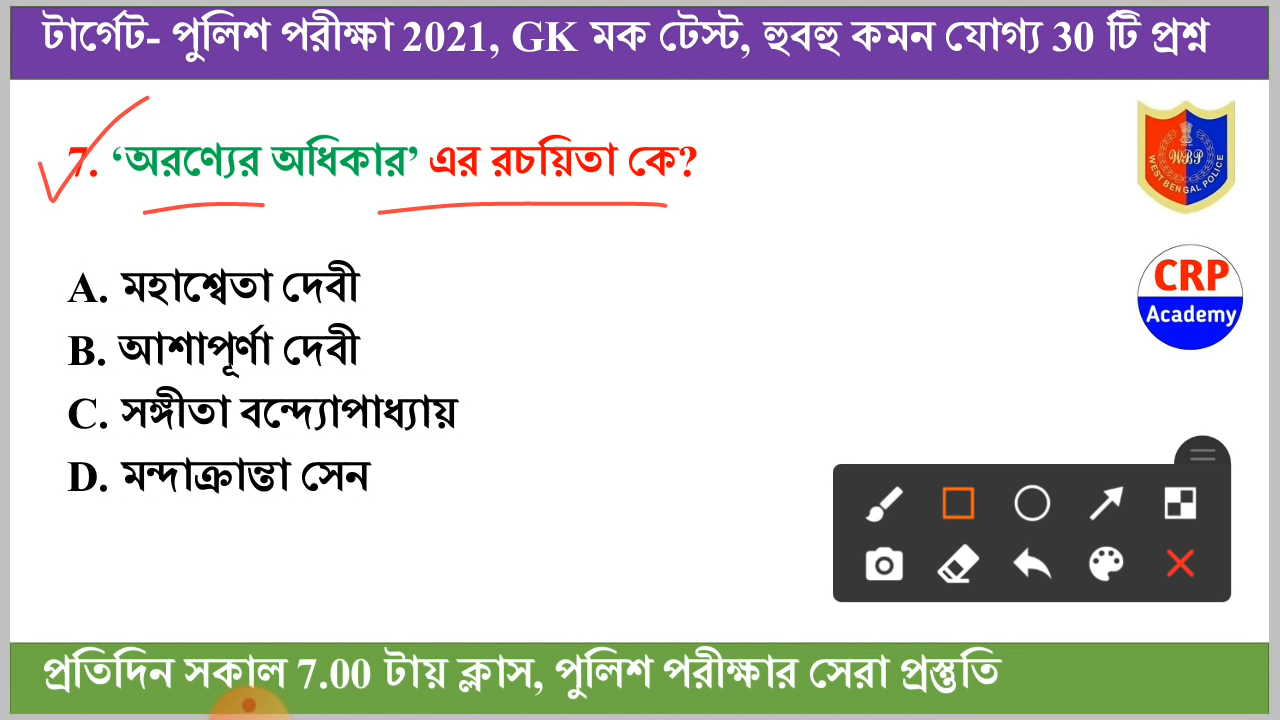 টার্গেট- পুলিশ পরীক্ষা 2021, GK মক টেস্ট, হুবহু কমন যোগ্য 30 টি প্রশ্ন
7. ‘অরণ্যের অধিকার’ এর রচয়িতা কে?
WBP
WEST BENGAL POLICE
CRP
Academy
A. মহাশ্বেতা দেবী
B. আশাপূর্ণা দেবী
C. সঙ্গীতা বন্দ্যোপাধ্যায়
D. মন্দাক্রান্তা সেন
প্রতিদিন সকাল 7.00 টায় ক্লাস, পুলিশ পরীক্ষার সেরা প্রস্তুতি